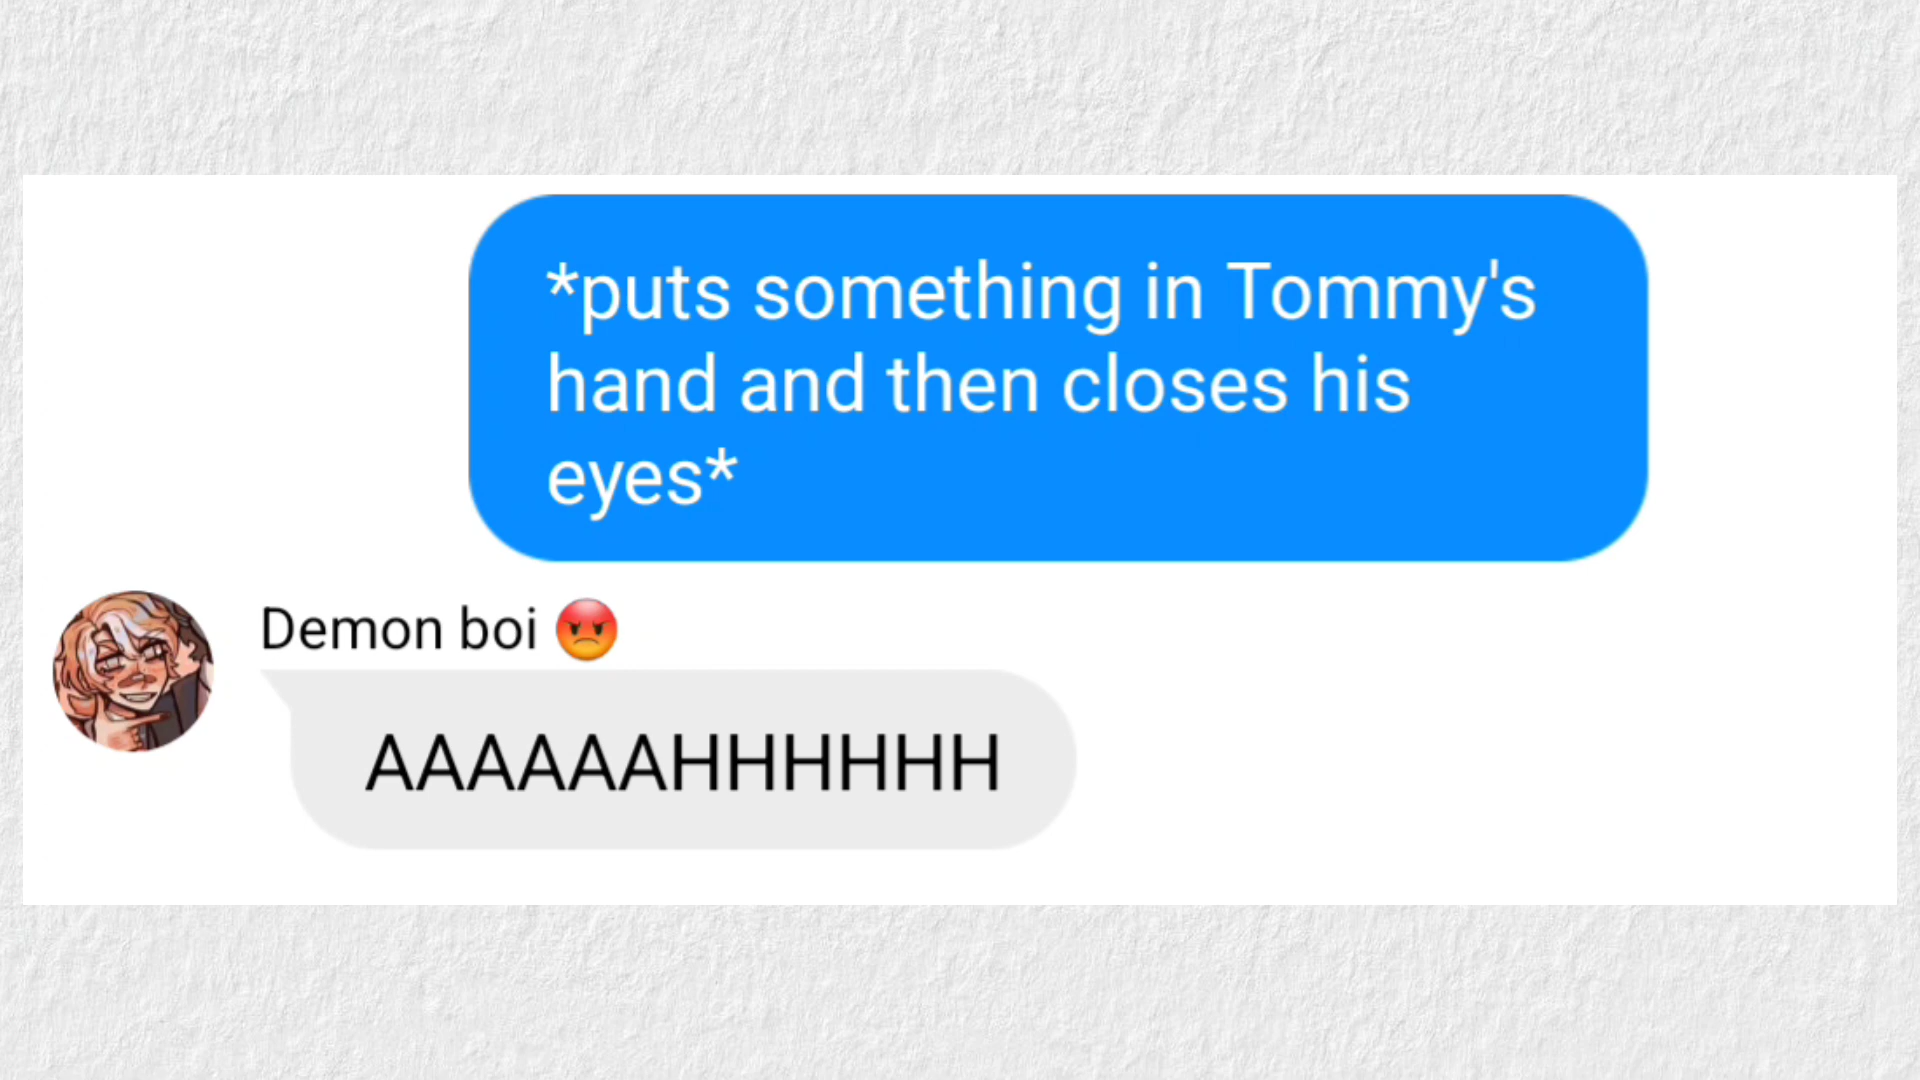 *puts something in Tommy's
hand and then closes his
eyes*
Demon boi 😡
AAAAAAHHHHHH